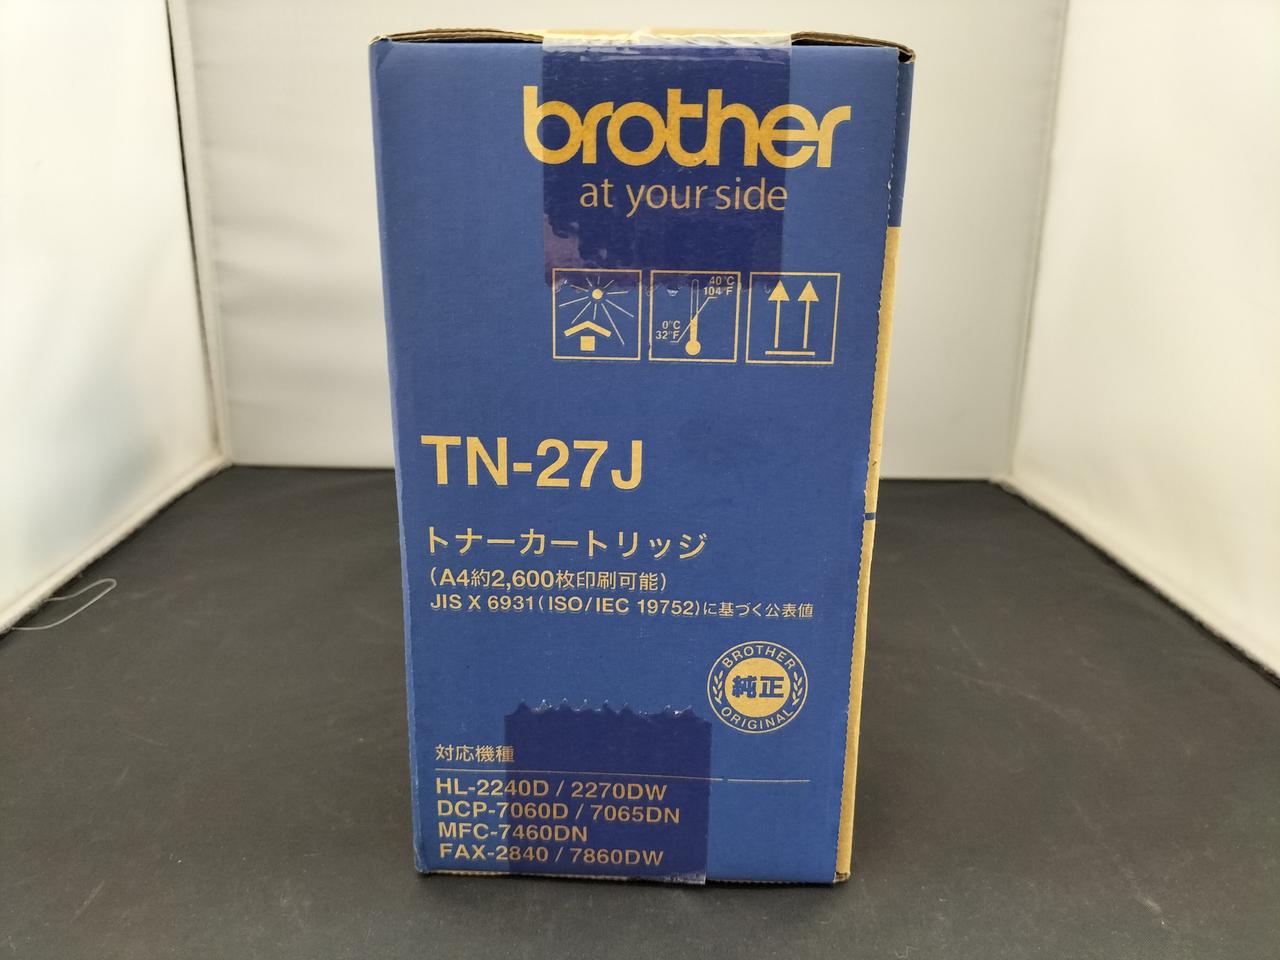 brother
at your side
40°C
104°F
0°C
32°F
TN-27J
トナーカートリッジ
(A4約2,600枚印刷可能)
JIS X 6931(ISO/IEC 19752)に基づく公表値
BROTHER
純正
ORIGINAL
対応機種
HL-2240D / 2270DW
DCP-7060D / 7065DN
MFC-7460DN
FAX-2840 / 7860DW